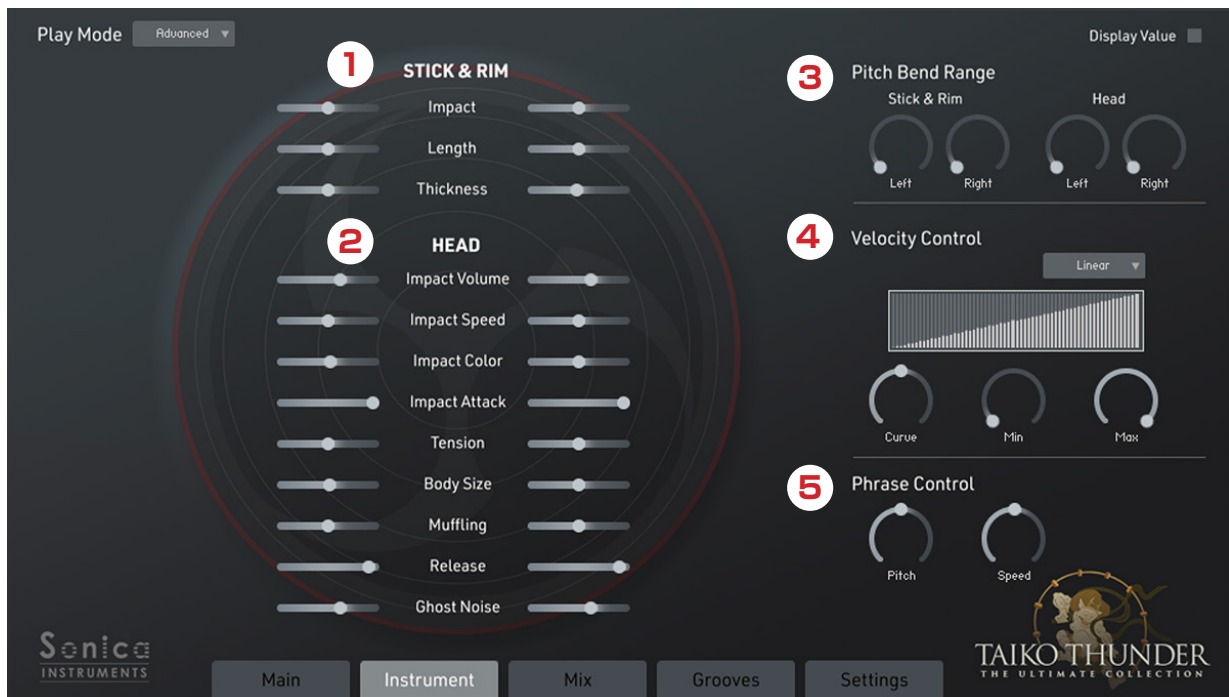 Play Mode
Advanced
Display Value
1
STICK & RIM
Impact
Length
Thickness
2
HEAD
Impact Volume
Impact Speed
Impact Color
Impact Attack
Tension
Body Size
Muffling
Release
Ghost Noise
3
Pitch Bend Range
Stick & Rim
Head
Left
Right
Left
Right
4
Velocity Control
Linear
Curve
Min
Max
5
Phrase Control
Pitch
Speed
Sonica
INSTRUMENTS
TAIKO THUNDER
THE ULTIMATE COLLECTION
Main
Instrument
Mix
Grooves
Settings